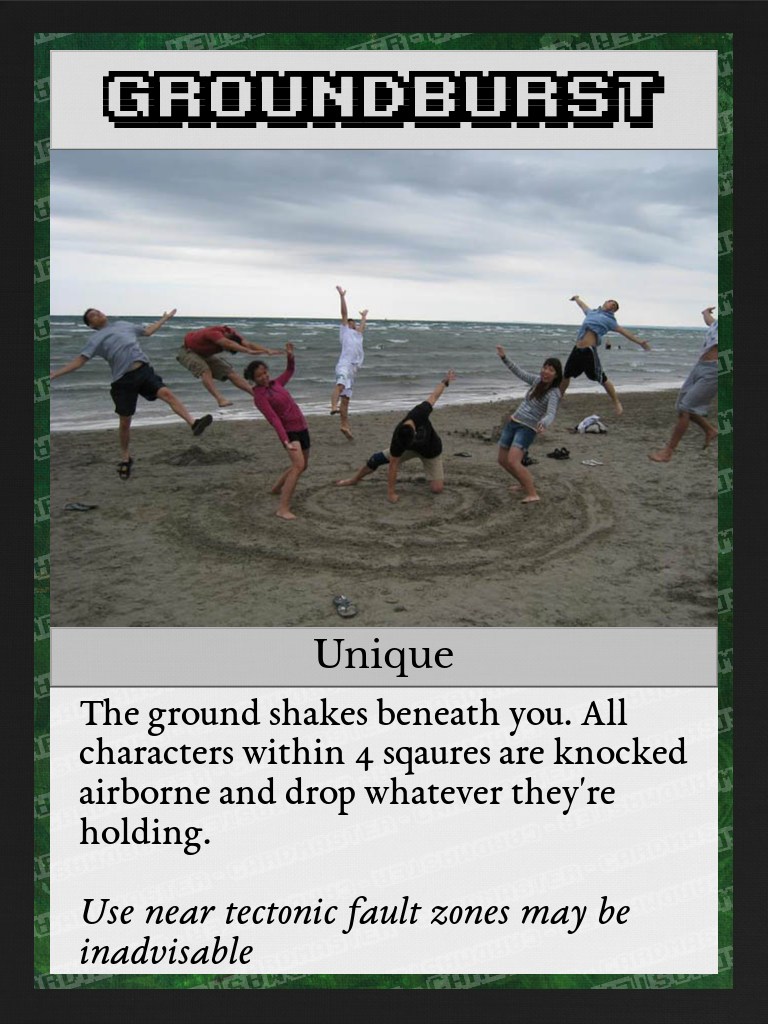 GROUNDBURST
Unique
The ground shakes beneath you. All
characters within 4 sqaures are knocked
airborne and drop whatever they're
holding.
Use near tectonic fault zones may be
inadvisable